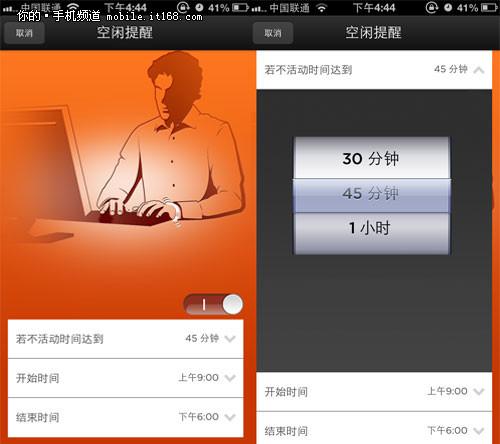 中国联通 下午4:44 41%
你的·手机频道 mobile.it168.com
取消 空闲提醒
若不活动时间达到 45 分钟
开始时间 上午9:00
结束时间 下午6:00
中国联通 下午4:44 41%
取消 空闲提醒
若不活动时间达到 45 分钟
30 分钟
45 分钟
1 小时
开始时间 上午9:00
结束时间 下午6:00